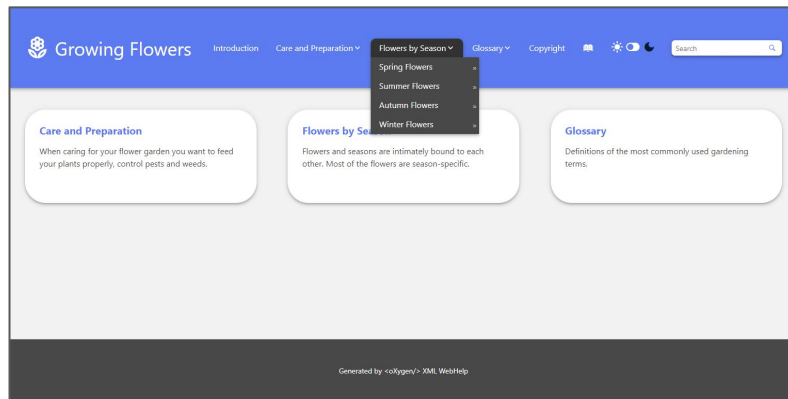 Growing Flowers
Introduction
Care and Preparation
Flowers by Season
Glossary
Copyright
Search
Spring Flowers »
Summer Flowers »
Autumn Flowers »
Winter Flowers »
Care and Preparation
When caring for your flower garden you want to feed
your plants properly, control pests and weeds.
Flowers by Se
Flowers and seasons are intimately bound to each
other. Most of the flowers are season-specific.
Glossary
Definitions of the most commonly used gardening
terms.
Generated by <oXygen/> XML WebHelp